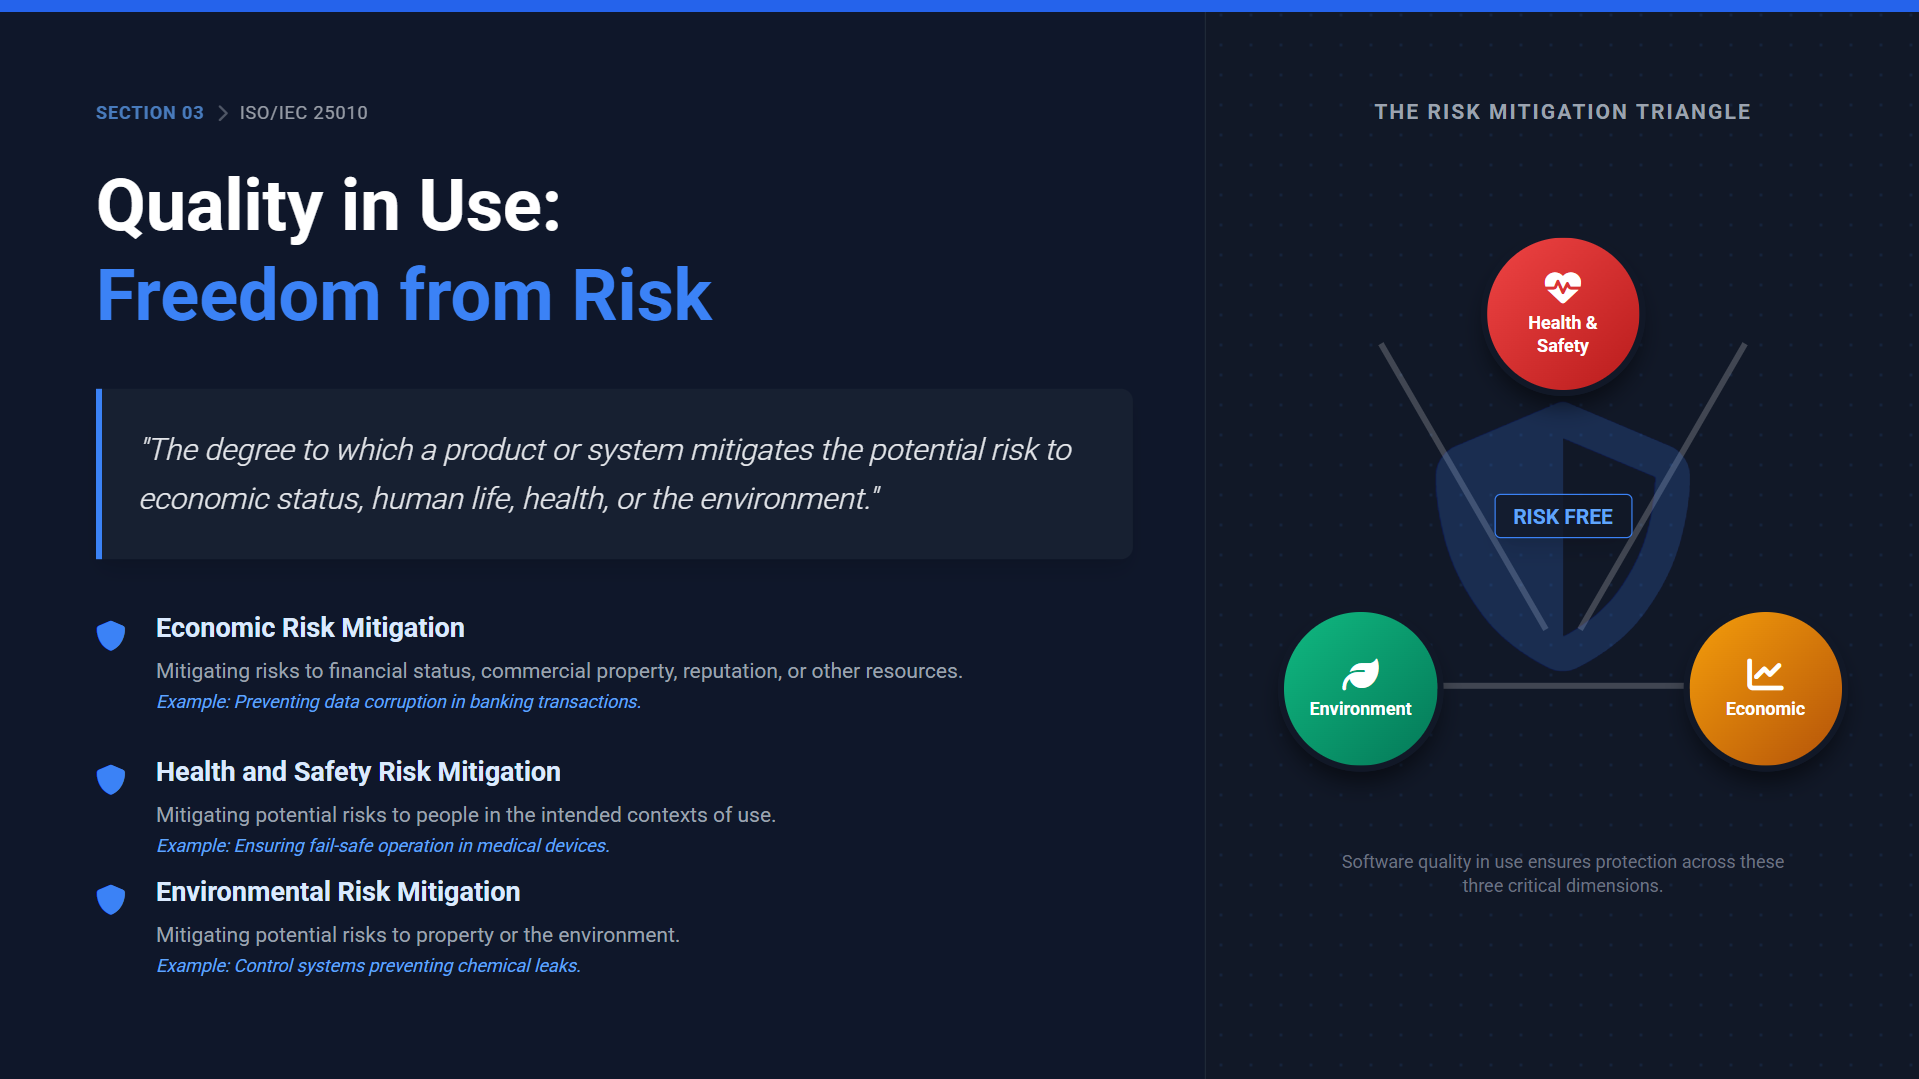 SECTION 03 > ISO/IEC 25010
Quality in Use:
Freedom from Risk
"The degree to which a product or system mitigates the potential risk to
economic status, human life, health, or the environment."
Economic Risk Mitigation
Mitigating risks to financial status, commercial property, reputation, or other resources.
Example: Preventing data corruption in banking transactions.
Health and Safety Risk Mitigation
Mitigating potential risks to people in the intended contexts of use.
Example: Ensuring fail-safe operation in medical devices.
Environmental Risk Mitigation
Mitigating potential risks to property or the environment.
Example: Control systems preventing chemical leaks.
THE RISK MITIGATION TRIANGLE
Health &
Safety
RISK FREE
Environment
Economic
Software quality in use ensures protection across these
three critical dimensions.